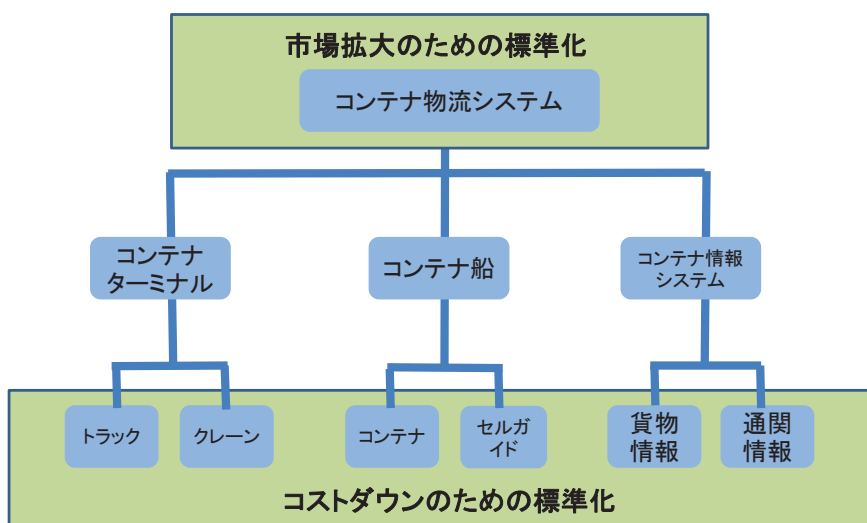 市場拡大のための標準化
コンテナ物流システム
コンテナ
ターミナル
コンテナ船
コンテナ情報
システム
トラック
クレーン
コンテナ
セルガ
イド
貨物
情報
通関
情報
コストダウンのための標準化